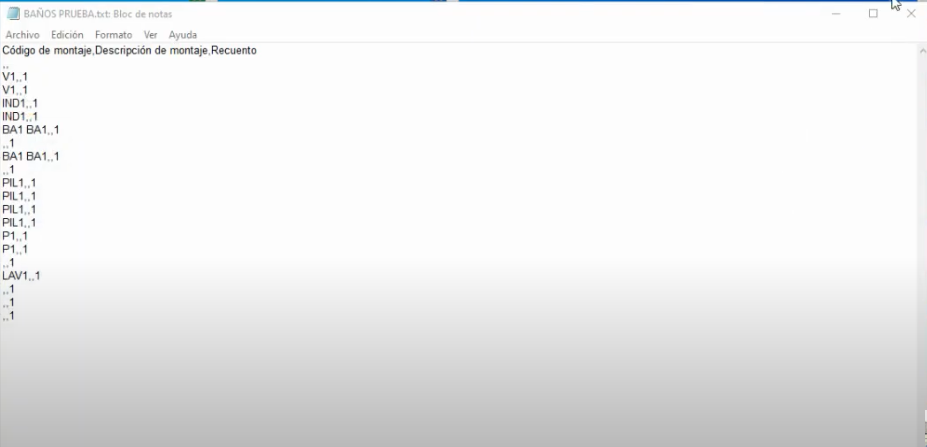 BAÑOS PRUEBA.txt: Bloc de notas
Archivo Edición Formato Ver Ayuda
Código de montaje,Descripción de montaje,Recuento
,,
V1,,1
V1,,1
IND1,,1
IND1,,1
BA1 BA1,,1
,,1
BA1 BA1,,1
,,1
PIL1,,1
PIL1,,1
PIL1,,1
PIL1,,1
P1,,1
P1,,1
,,1
LAV1,,1
,,1
,,1
,,1